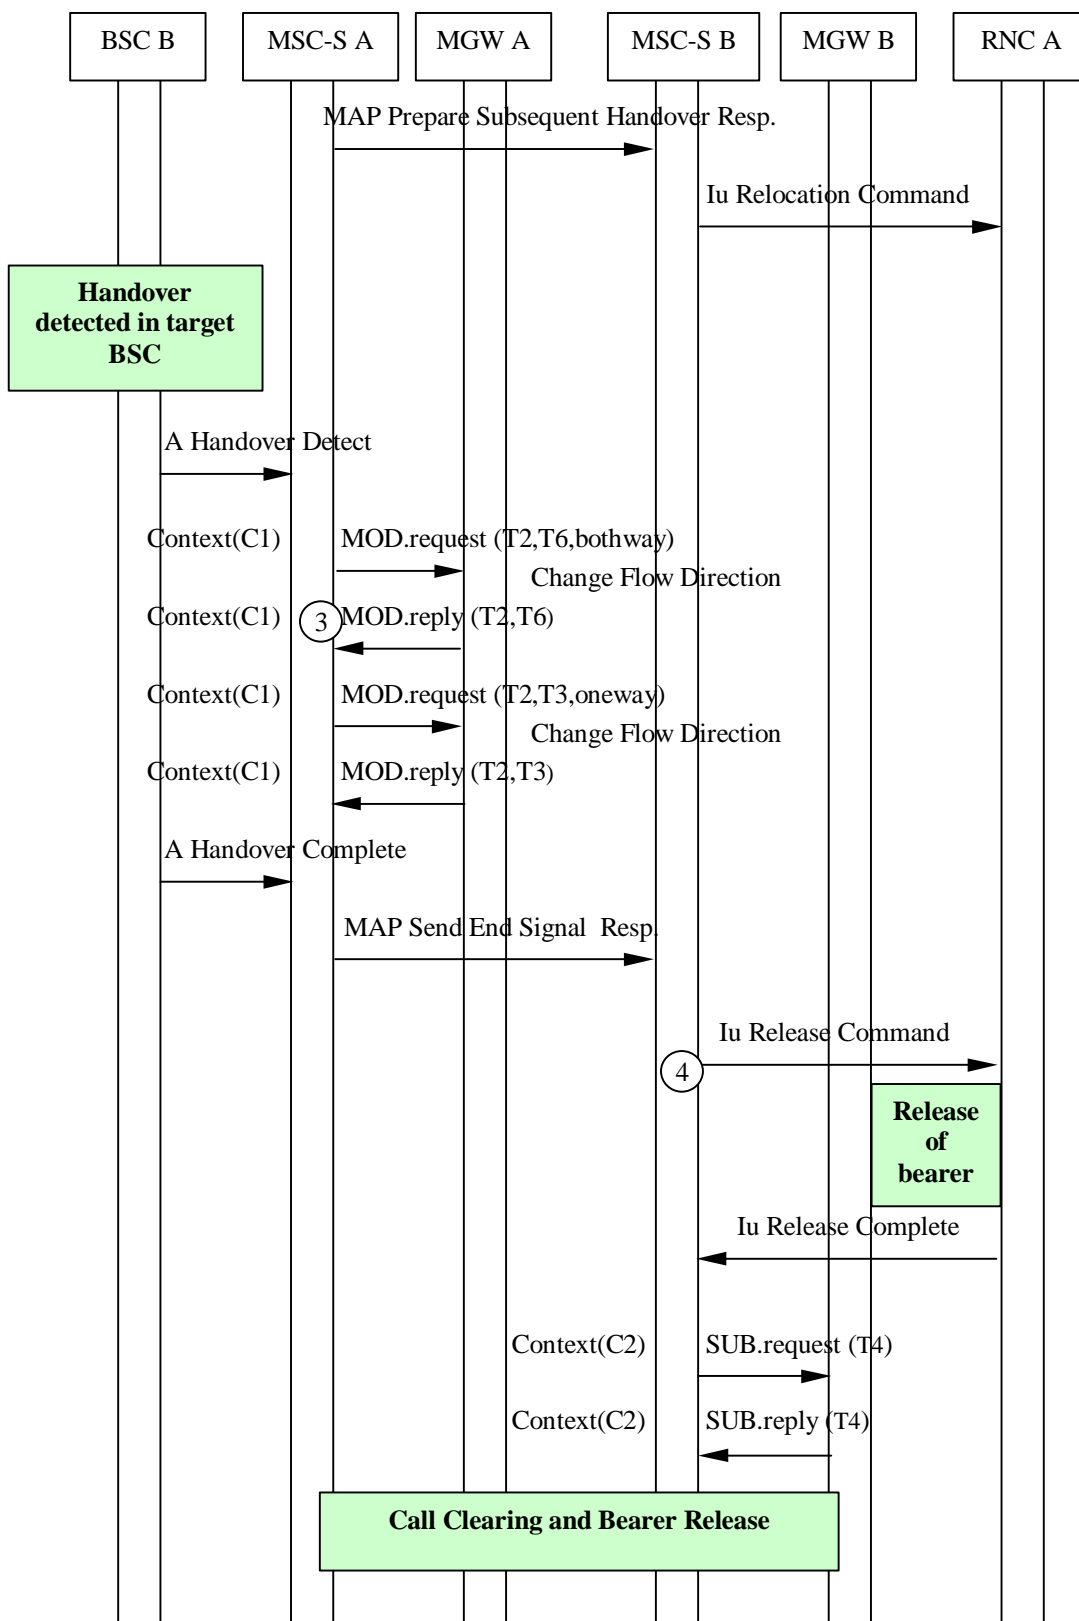 BSC B
MSC-S A
MGW A
MSC-S B
MGW B
RNC A
MAP Prepare Subsequent Handover Resp.
Iu Relocation Command
Handover
detected in target
BSC
A Handover Detect
Context(C1)
MOD.request (T2,T6,bothway)
Change Flow Direction
Context(C1)
3
MOD.reply (T2,T6)
Context(C1)
MOD.request (T2,T3,oneway)
Change Flow Direction
Context(C1)
MOD.reply (T2,T3)
A Handover Complete
MAP Send End Signal Resp.
Iu Release Command
4
Release
of
bearer
Iu Release Complete
Context(C2)
SUB.request (T4)
Context(C2)
SUB.reply (T4)
Call Clearing and Bearer Release